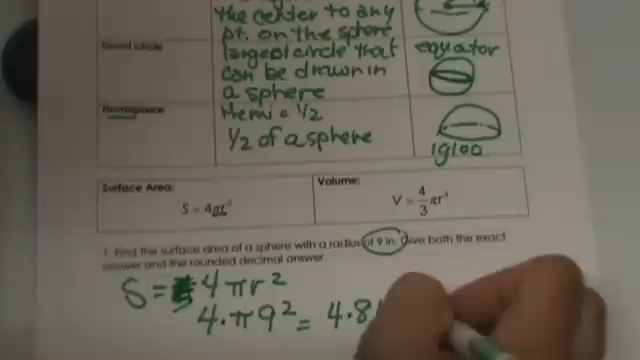 the center to any
pt. on the sphere
Great circle
largest circle that
can be drawn in
a sphere
equator
Hemisphere
Hemi = 1/2
1/2 of a sphere
igloo
Surface Area:
S = 4πr²
Volume:
V = 4/3 πr³
1. Find the surface area of a sphere with a radius of 9 in. Give both the exact
answer and the rounded decimal answer.
S = 4πr²
4·π9² = 4·8